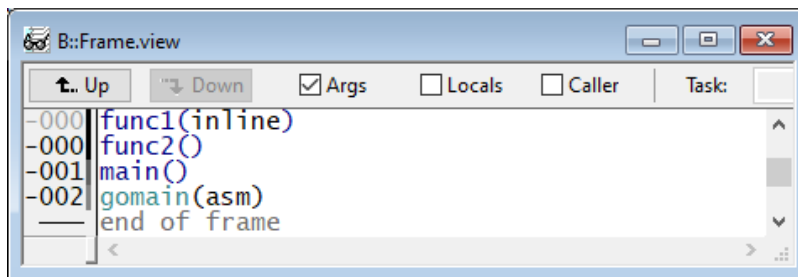 B::Frame.view
Up Down Args Locals Caller Task:
-000 func1(inline)
-000 func2()
-001 main()
-002 gomain(asm)
end of frame